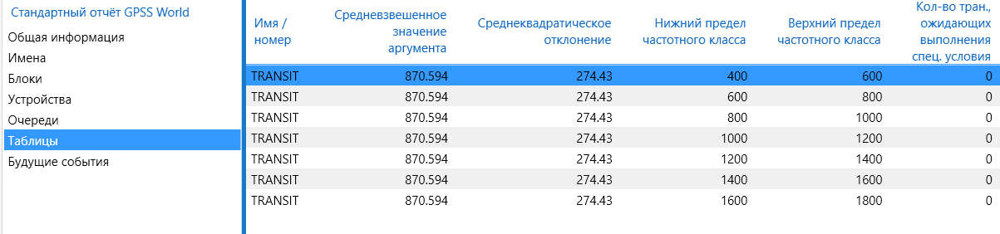 Стандартный отчёт GPSS World
Общая информация
Имена
Блоки
Устройства
Очереди
Таблицы
Будущие события
Имя /
номер
Средневзвешенное
значение
аргумента
Среднеквадратическое
отклонение
Нижний предел
частотного класса
Верхний предел
частотного класса
Кол-во тран.,
ожидающих
выполнения
спец. условия
TRANSIT 870.594 274.43 400 600 0
TRANSIT 870.594 274.43 600 800 0
TRANSIT 870.594 274.43 800 1000 0
TRANSIT 870.594 274.43 1000 1200 0
TRANSIT 870.594 274.43 1200 1400 0
TRANSIT 870.594 274.43 1400 1600 0
TRANSIT 870.594 274.43 1600 1800 0